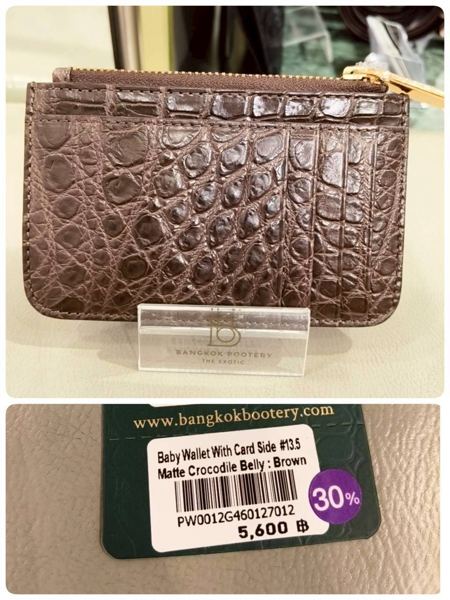 BANGKOK BOOTERY
THE EXOTIC
www.bangkokbootery.com
Baby Wallet With Card Side #13.5
Matte Crocodile Belly : Brown
30%
PW0012G460127012
5,600 ฿